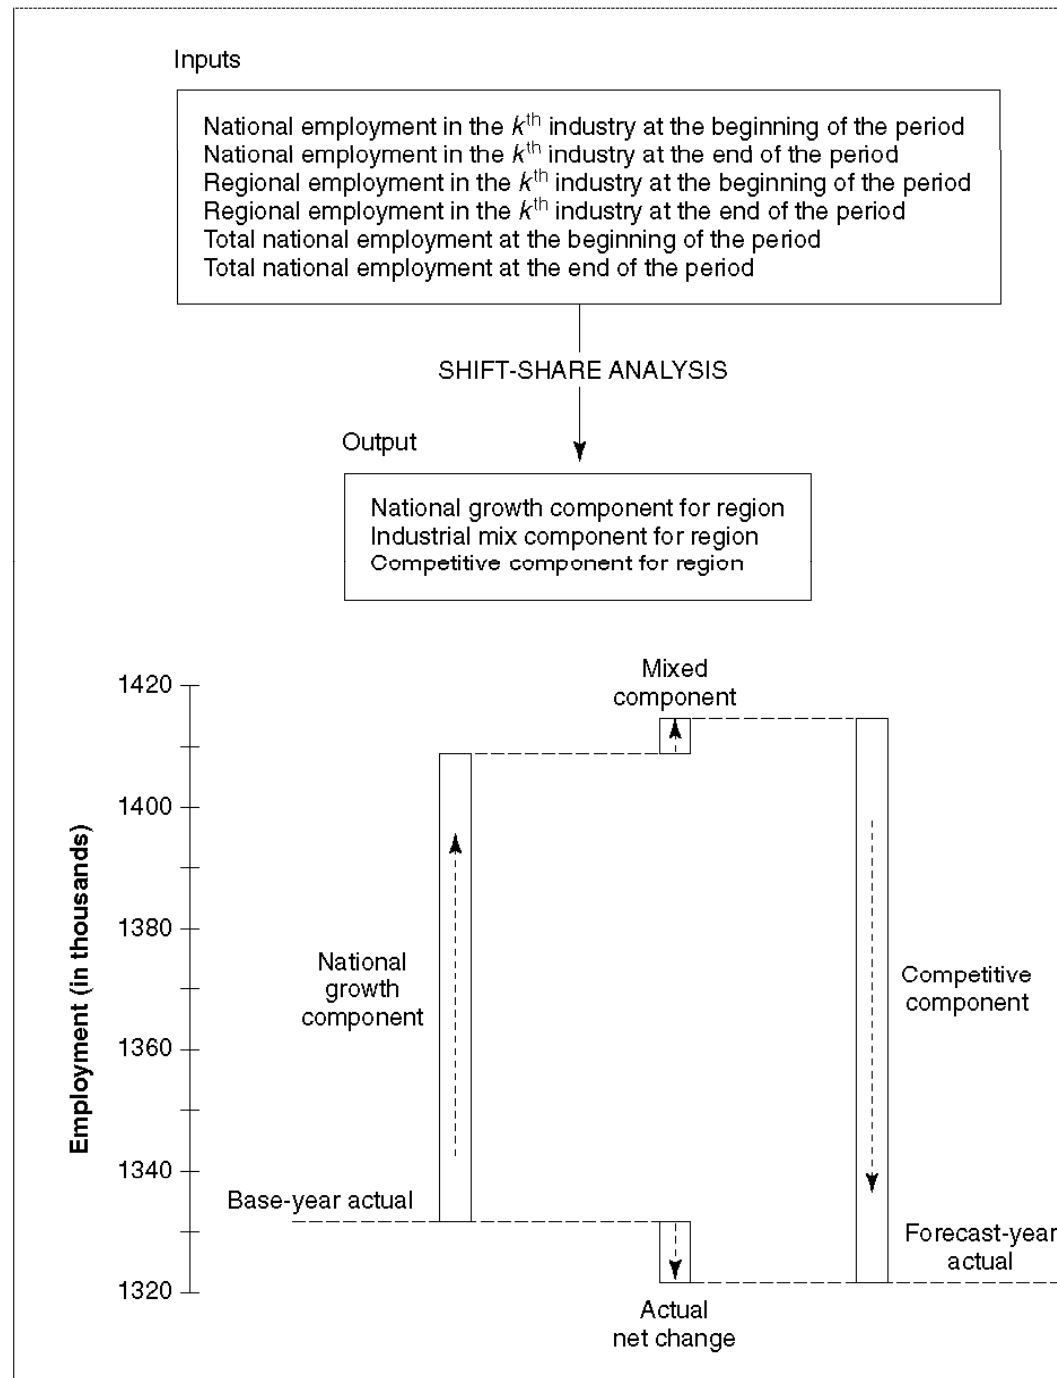 Inputs
National employment in the kth industry at the beginning of the period
National employment in the kth industry at the end of the period
Regional employment in the kth industry at the beginning of the period
Regional employment in the kth industry at the end of the period
Total national employment at the beginning of the period
Total national employment at the end of the period
SHIFT-SHARE ANALYSIS
Output
National growth component for region
Industrial mix component for region
Competitive component for region
Employment (in thousands)
1420
1400
1380
1360
1340
1320
Mixed
component
National
growth
component
Competitive
component
Base-year actual
Forecast-year
actual
Actual
net change